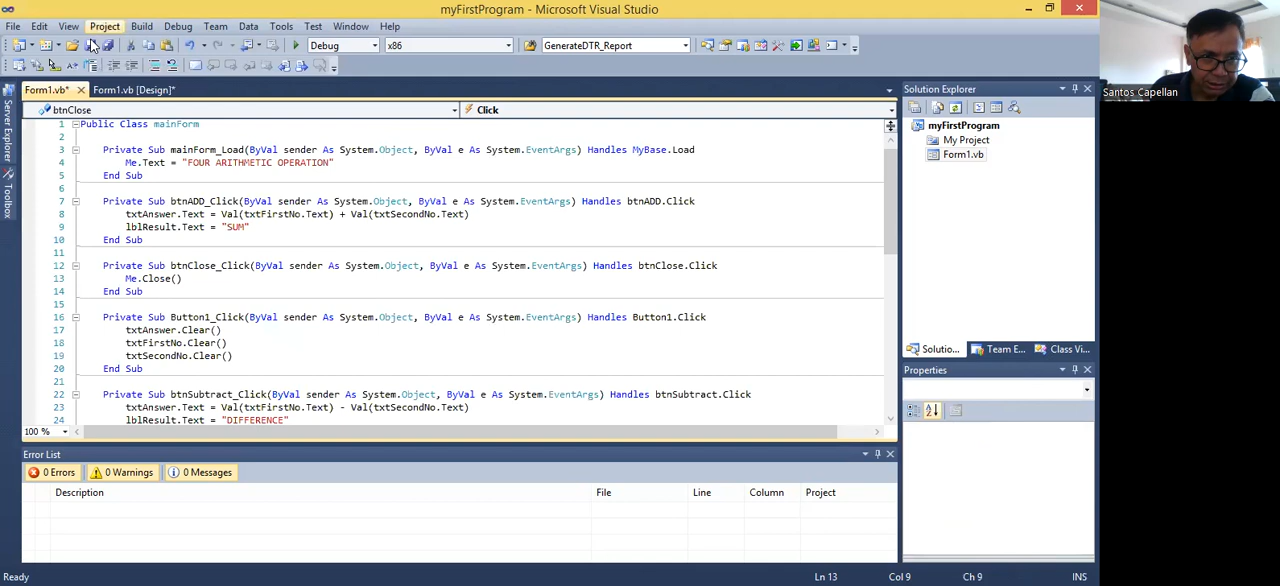 myFirstProgram - Microsoft Visual Studio
File Edit View Project Build Debug Team Data Tools Test Window Help
Debug x86 GenerateDTR_Report
Santos Capellan
Server Explorer
Toolbox
Form1.vb* Form1.vb [Design]*
btnClose Click
1 Public Class mainForm
2
3 Private Sub mainForm_Load(ByVal sender As System.Object, ByVal e As System.EventArgs) Handles MyBase.Load
4 Me.Text = "FOUR ARITHMETIC OPERATION"
5 End Sub
6
7 Private Sub btnADD_Click(ByVal sender As System.Object, ByVal e As System.EventArgs) Handles btnADD.Click
8 txtAnswer.Text = Val(txtFirstNo.Text) + Val(txtSecondNo.Text)
9 lblResult.Text = "SUM"
10 End Sub
11
12 Private Sub btnClose_Click(ByVal sender As System.Object, ByVal e As System.EventArgs) Handles btnClose.Click
13 Me.Close()
14 End Sub
15
16 Private Sub Button1_Click(ByVal sender As System.Object, ByVal e As System.EventArgs) Handles Button1.Click
17 txtAnswer.Clear()
18 txtFirstNo.Clear()
19 txtSecondNo.Clear()
20 End Sub
21
22 Private Sub btnSubtract_Click(ByVal sender As System.Object, ByVal e As System.EventArgs) Handles btnSubtract.Click
23 txtAnswer.Text = Val(txtFirstNo.Text) - Val(txtSecondNo.Text)
24 lblResult.Text = "DIFFERENCE"
100 %
Solution Explorer
myFirstProgram
My Project
Form1.vb
Solutio... Team E... Class Vi...
Properties
Error List
0 Errors 0 Warnings 0 Messages
Description File Line Column Project
Ready Ln 13 Col 9 Ch 9 INS